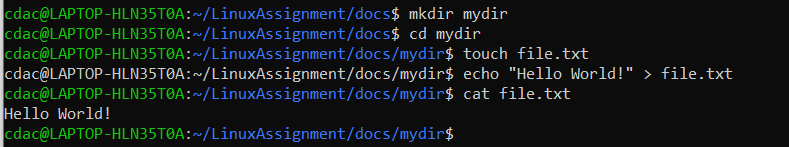 cdac@LAPTOP-HLN35T0A:~/LinuxAssignment/docs$ mkdir mydir
cdac@LAPTOP-HLN35T0A:~/LinuxAssignment/docs$ cd mydir
cdac@LAPTOP-HLN35T0A:~/LinuxAssignment/docs/mydir$ touch file.txt
cdac@LAPTOP-HLN35T0A:~/LinuxAssignment/docs/mydir$ echo "Hello World!" > file.txt
cdac@LAPTOP-HLN35T0A:~/LinuxAssignment/docs/mydir$ cat file.txt
Hello World!
cdac@LAPTOP-HLN35T0A:~/LinuxAssignment/docs/mydir$